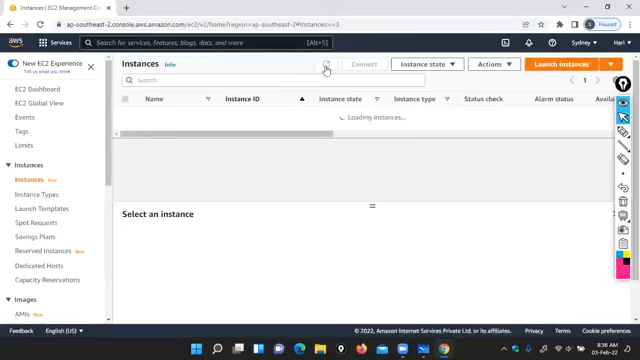 Instances | EC2 Management Co
ap-southeast-2.console.aws.amazon.com/ec2/v2/home?region=ap-southeast-2#Instances:v=3
Paused
aws
Services
Search for services, features, blogs, docs, and more
[Alt+S]
Sydney
Hari
New EC2 Experience
Tell us what you think
EC2 Dashboard
EC2 Global View
Events
Tags
Limits
Instances
Instances New
Instance Types
Launch Templates
Spot Requests
Savings Plans
Reserved Instances New
Dedicated Hosts
Capacity Reservations
Images
AMIs New
Instances Info
Connect
Instance state
Actions
Launch instances
Search
1
Name
Instance ID
Instance state
Instance type
Status check
Alarm status
Availa
Loading instances...
Select an instance
Feedback
English (US)
© 2022, Amazon Internet Services Private Ltd. or its affiliates.
Privacy
Terms
Cookie preferences
8:36 AM
03-Feb-22